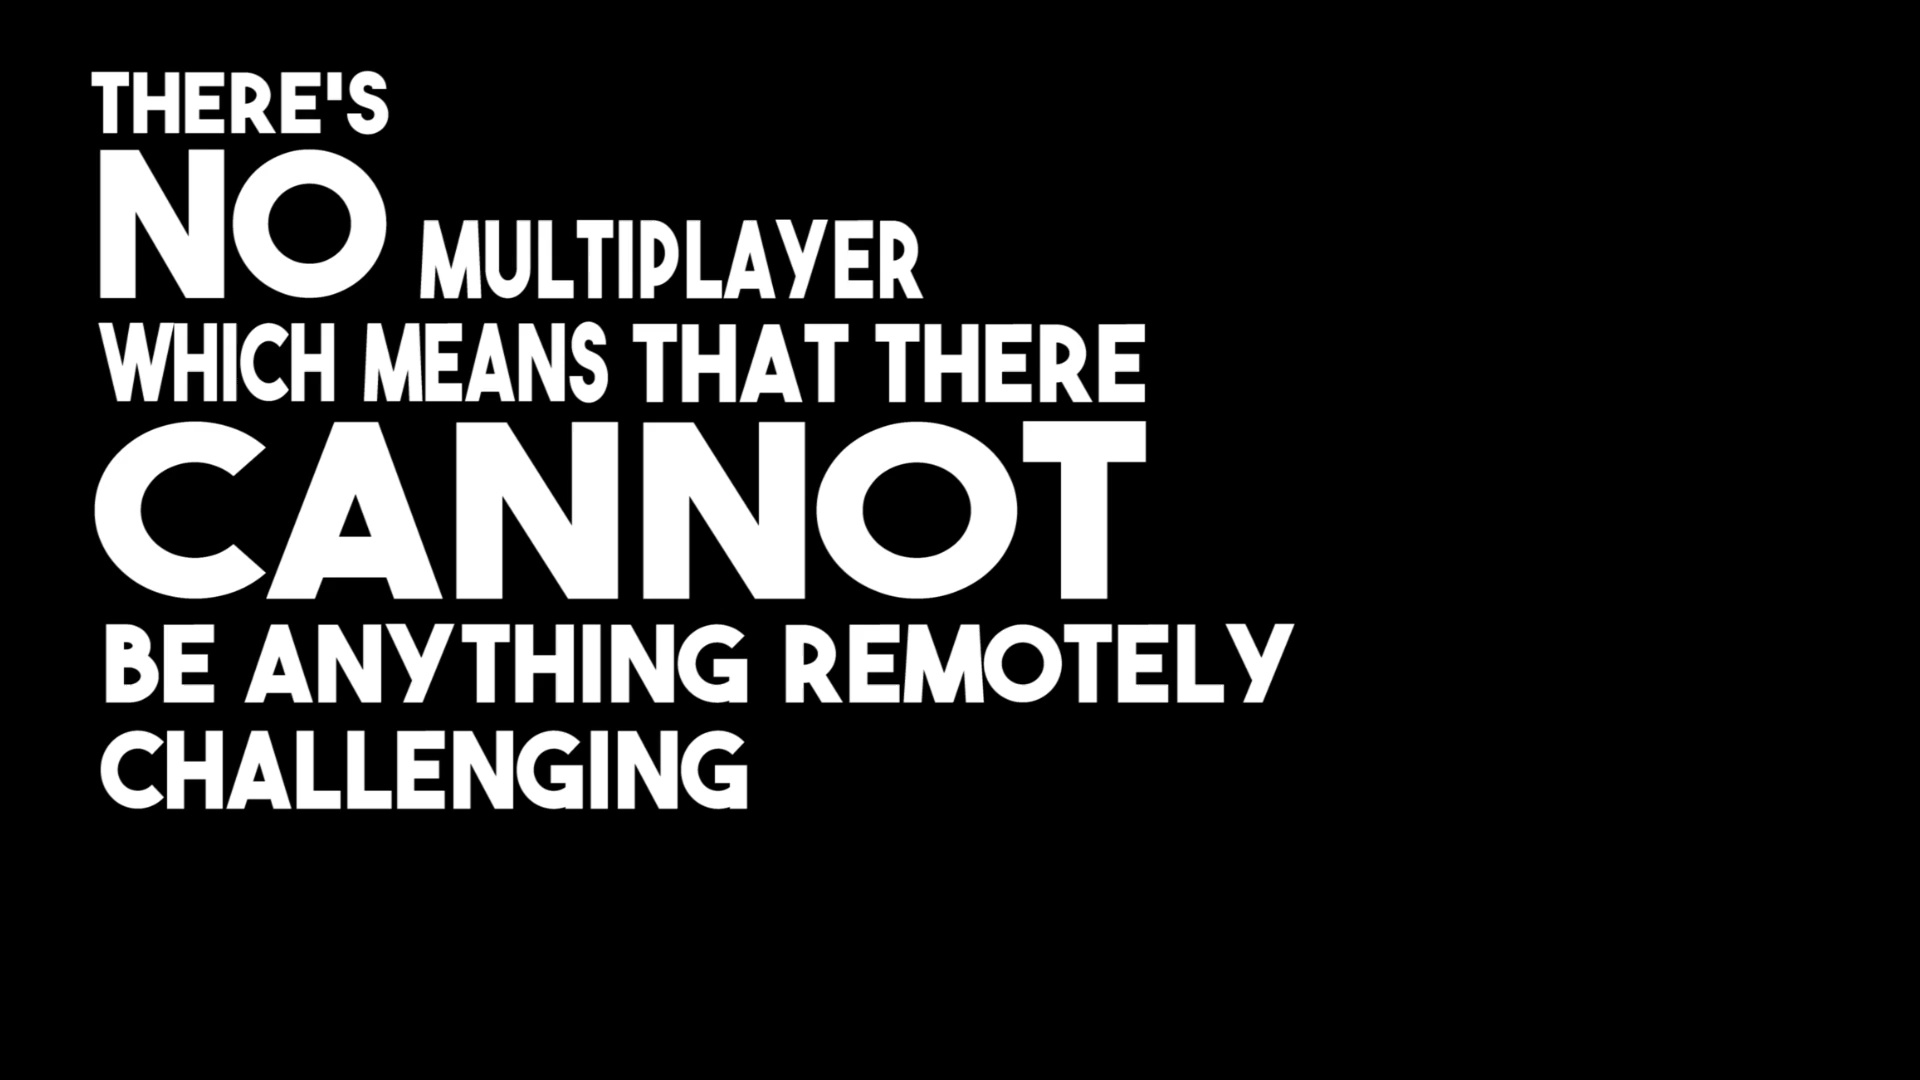 THERE'S
NO MULTIPLAYER
WHICH MEANS THAT THERE
CANNOT
BE ANYTHING REMOTELY
CHALLENGING